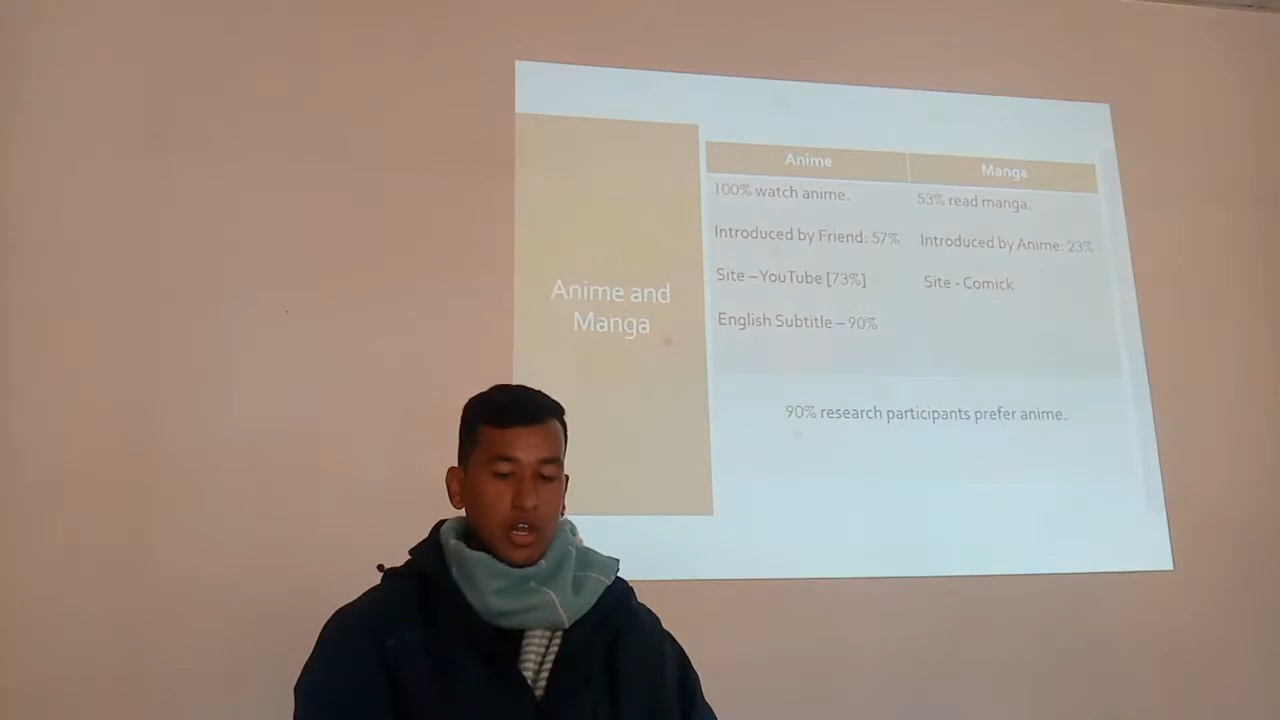 Anime and
Manga
Anime
Manga
100% watch anime.
53% read manga.
Introduced by Friend: 57%
Introduced by Anime: 23%
Site – YouTube [73%]
Site - Comick
English Subtitle – 90%
90% research participants prefer anime.